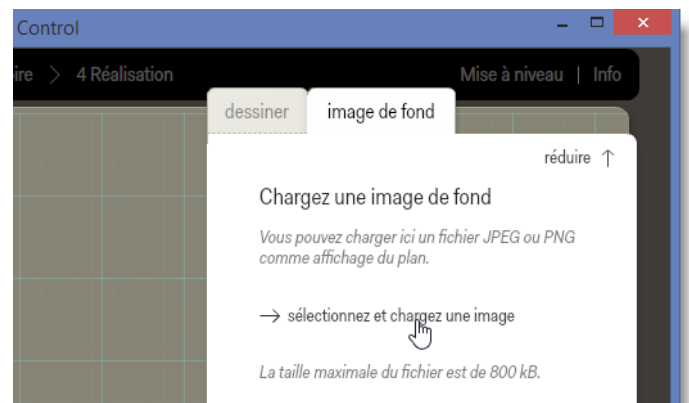 Control
ire > 4 Réalisation
Mise à niveau | Info
dessiner
image de fond
réduire ↑
Chargez une image de fond
Vous pouvez charger ici un fichier JPEG ou PNG
comme affichage du plan.
→ sélectionnez et chargez une image
La taille maximale du fichier est de 800 kB.